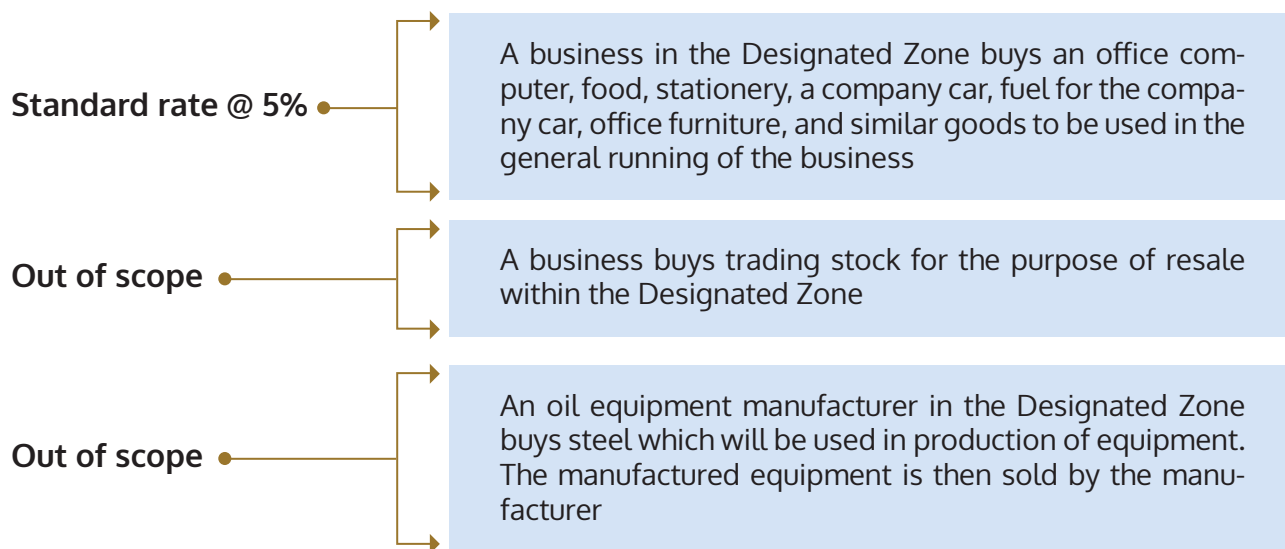 Standard rate @ 5%
A business in the Designated Zone buys an office com-
puter, food, stationery, a company car, fuel for the compa-
ny car, office furniture, and similar goods to be used in the
general running of the business
Out of scope
A business buys trading stock for the purpose of resale
within the Designated Zone
Out of scope
An oil equipment manufacturer in the Designated Zone
buys steel which will be used in production of equipment.
The manufactured equipment is then sold by the manu-
facturer